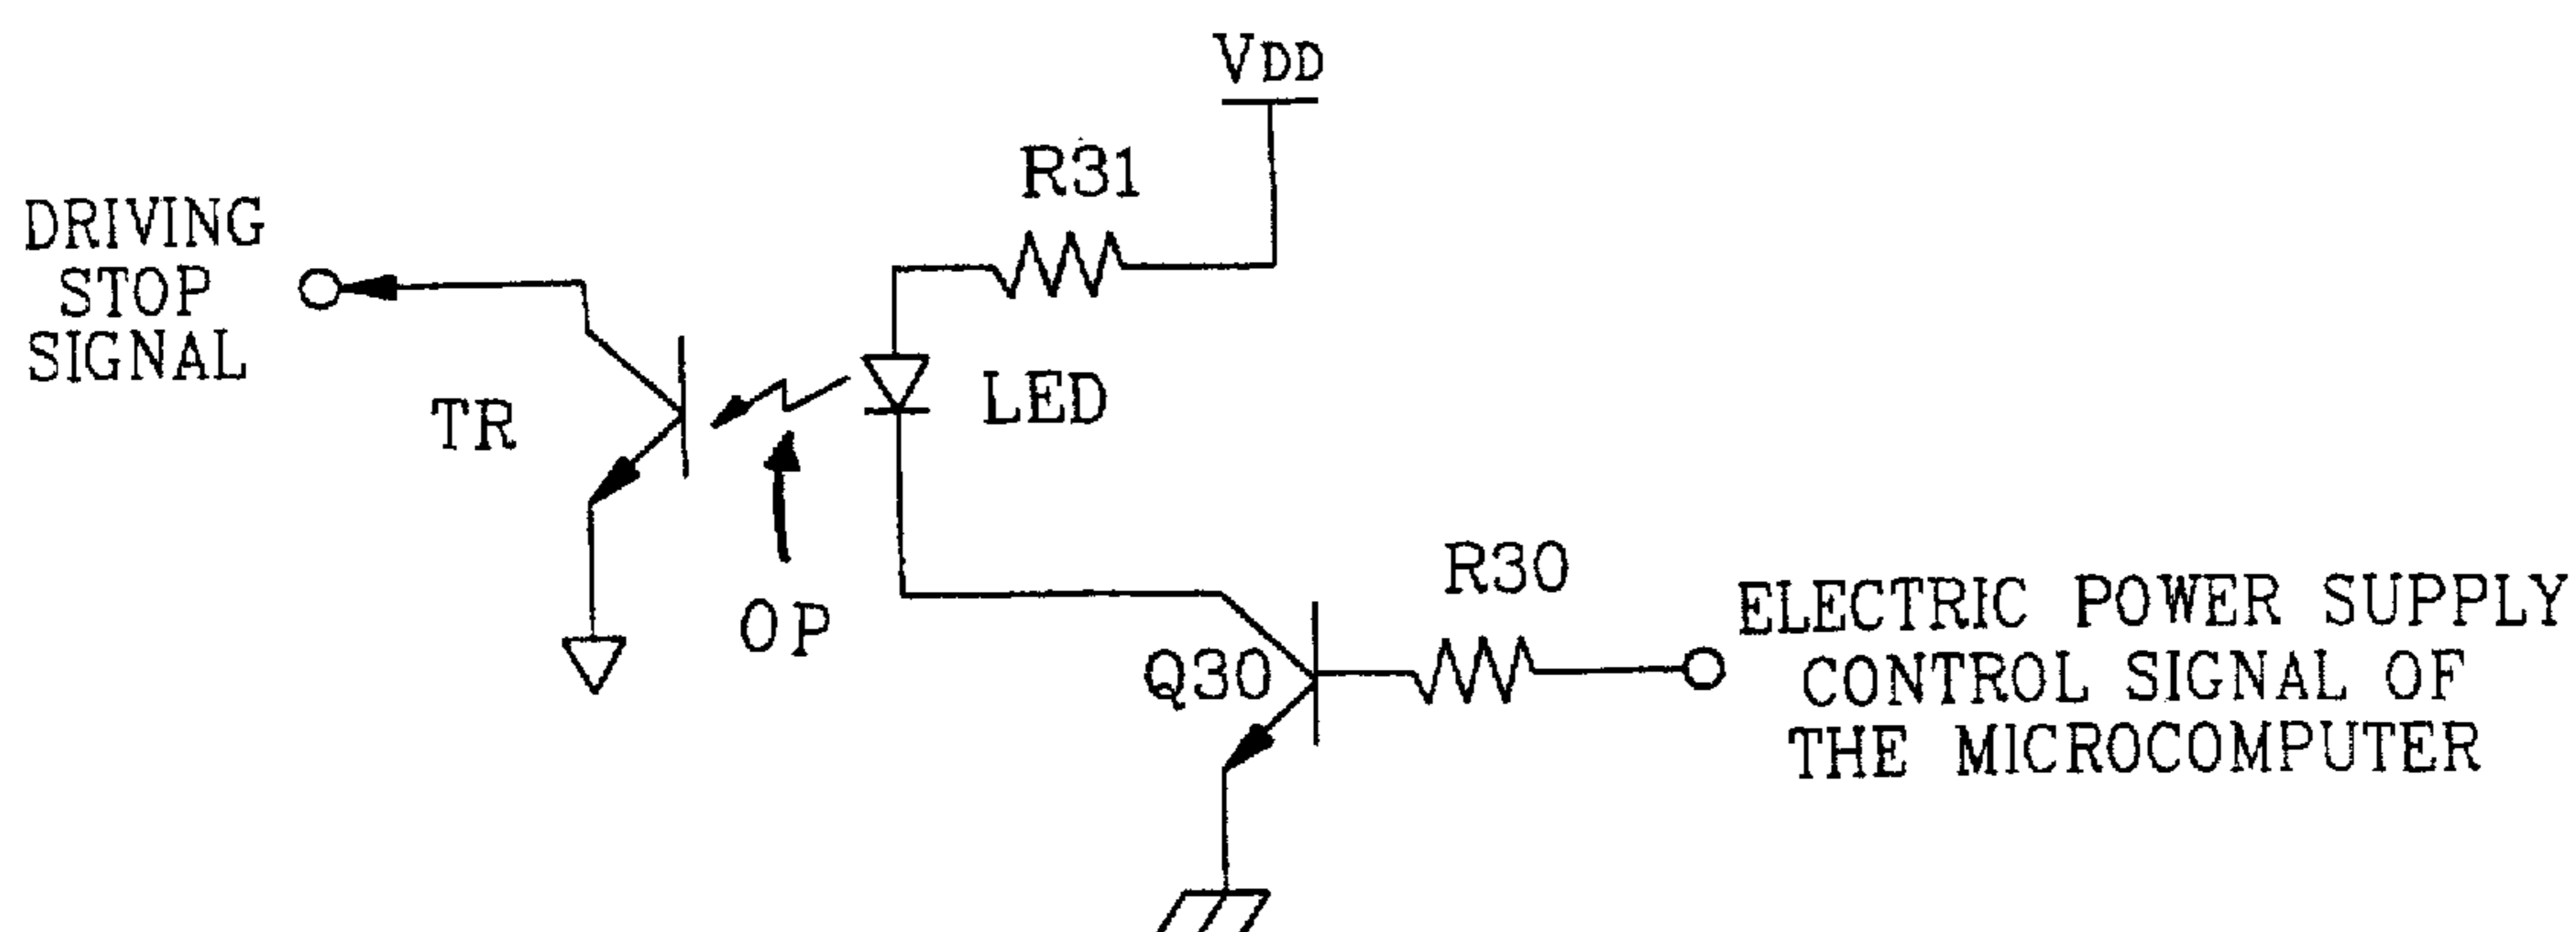 VDD
R31
DRIVING
STOP
SIGNAL
TR
LED
OP
R30
Q30
ELECTRIC POWER SUPPLY
CONTROL SIGNAL OF
THE MICROCOMPUTER